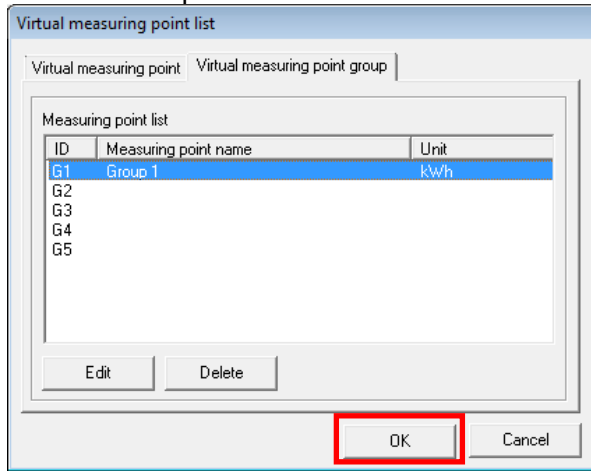 Virtual measuring point list
Virtual measuring point Virtual measuring point group
Measuring point list
ID Measuring point name Unit
G1 Group 1 kWh
G2
G3
G4
G5
Edit Delete
OK Cancel